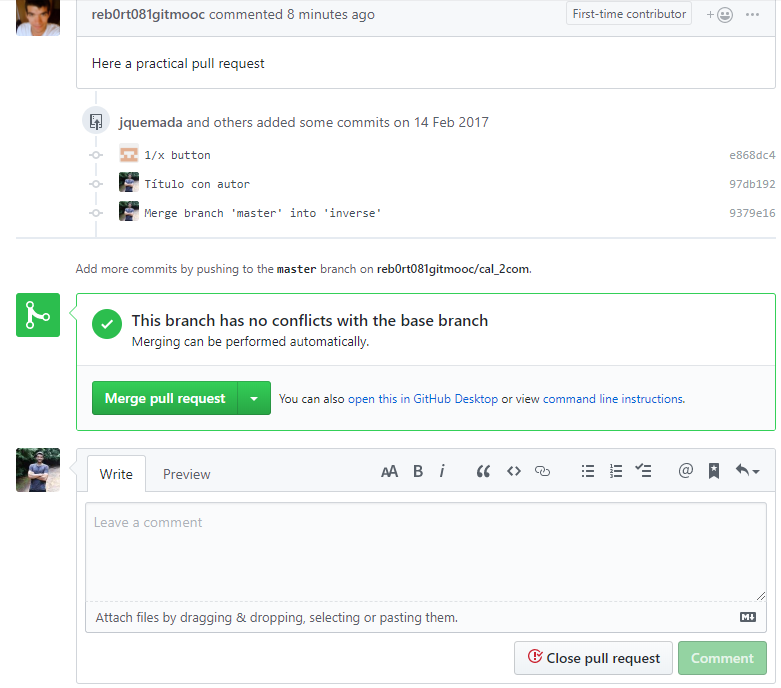 reb0rt081gitmooc commented 8 minutes ago First-time contributor
Here a practical pull request
jquemada and others added some commits on 14 Feb 2017
1/x button e868dc4
Título con autor 97db192
Merge branch 'master' into 'inverse' 9379e16
Add more commits by pushing to the master branch on reb0rt081gitmooc/cal_2com.
This branch has no conflicts with the base branch
Merging can be performed automatically.
Merge pull request You can also open this in GitHub Desktop or view command line instructions.
Write Preview AA B i @
Leave a comment
Attach files by dragging & dropping, selecting or pasting them. M
Close pull request Comment